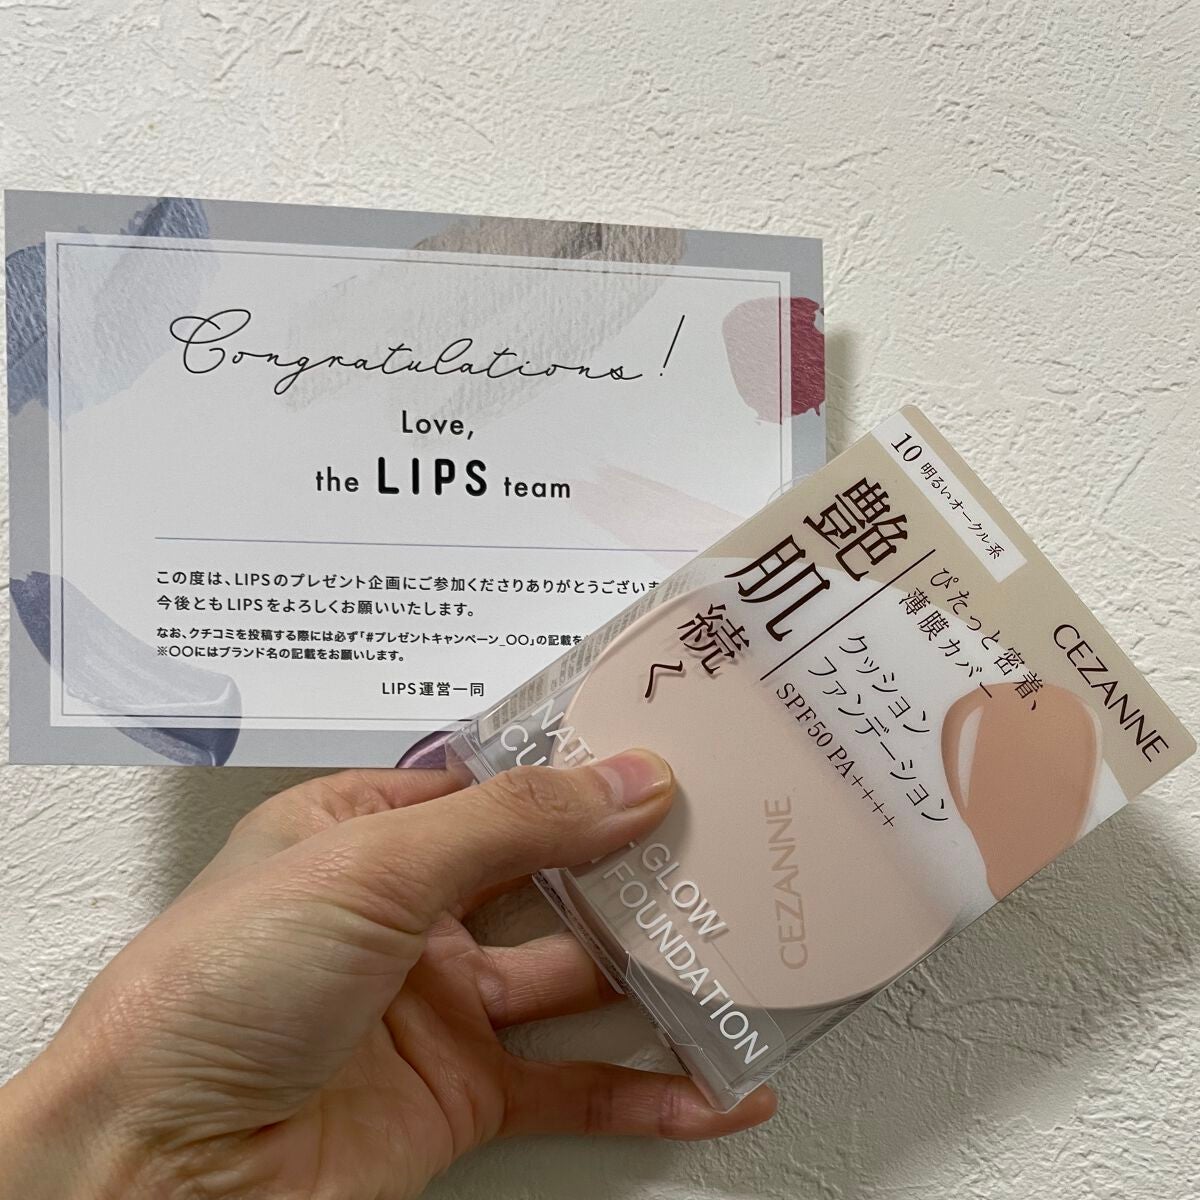 Congratulations!
Love,
the LIPS team
この度は、LIPSのプレゼント企画にご参加くださりありがとうございま
今後ともLIPSをよろしくお願いいたします。
なお、クチコミを投稿する際には必ず「#プレゼントキャンペーン_〇〇」の記載を
※〇〇にはブランド名の記載をお願いします。
LIPS運営一同
10 明るいオークル系
CEZANNE
ぴたっと密着、
薄膜カバー
艶肌続く
クッション
ファンデーション
SPF50 PA++++
CEZANNE
GLOW
FOUNDATION